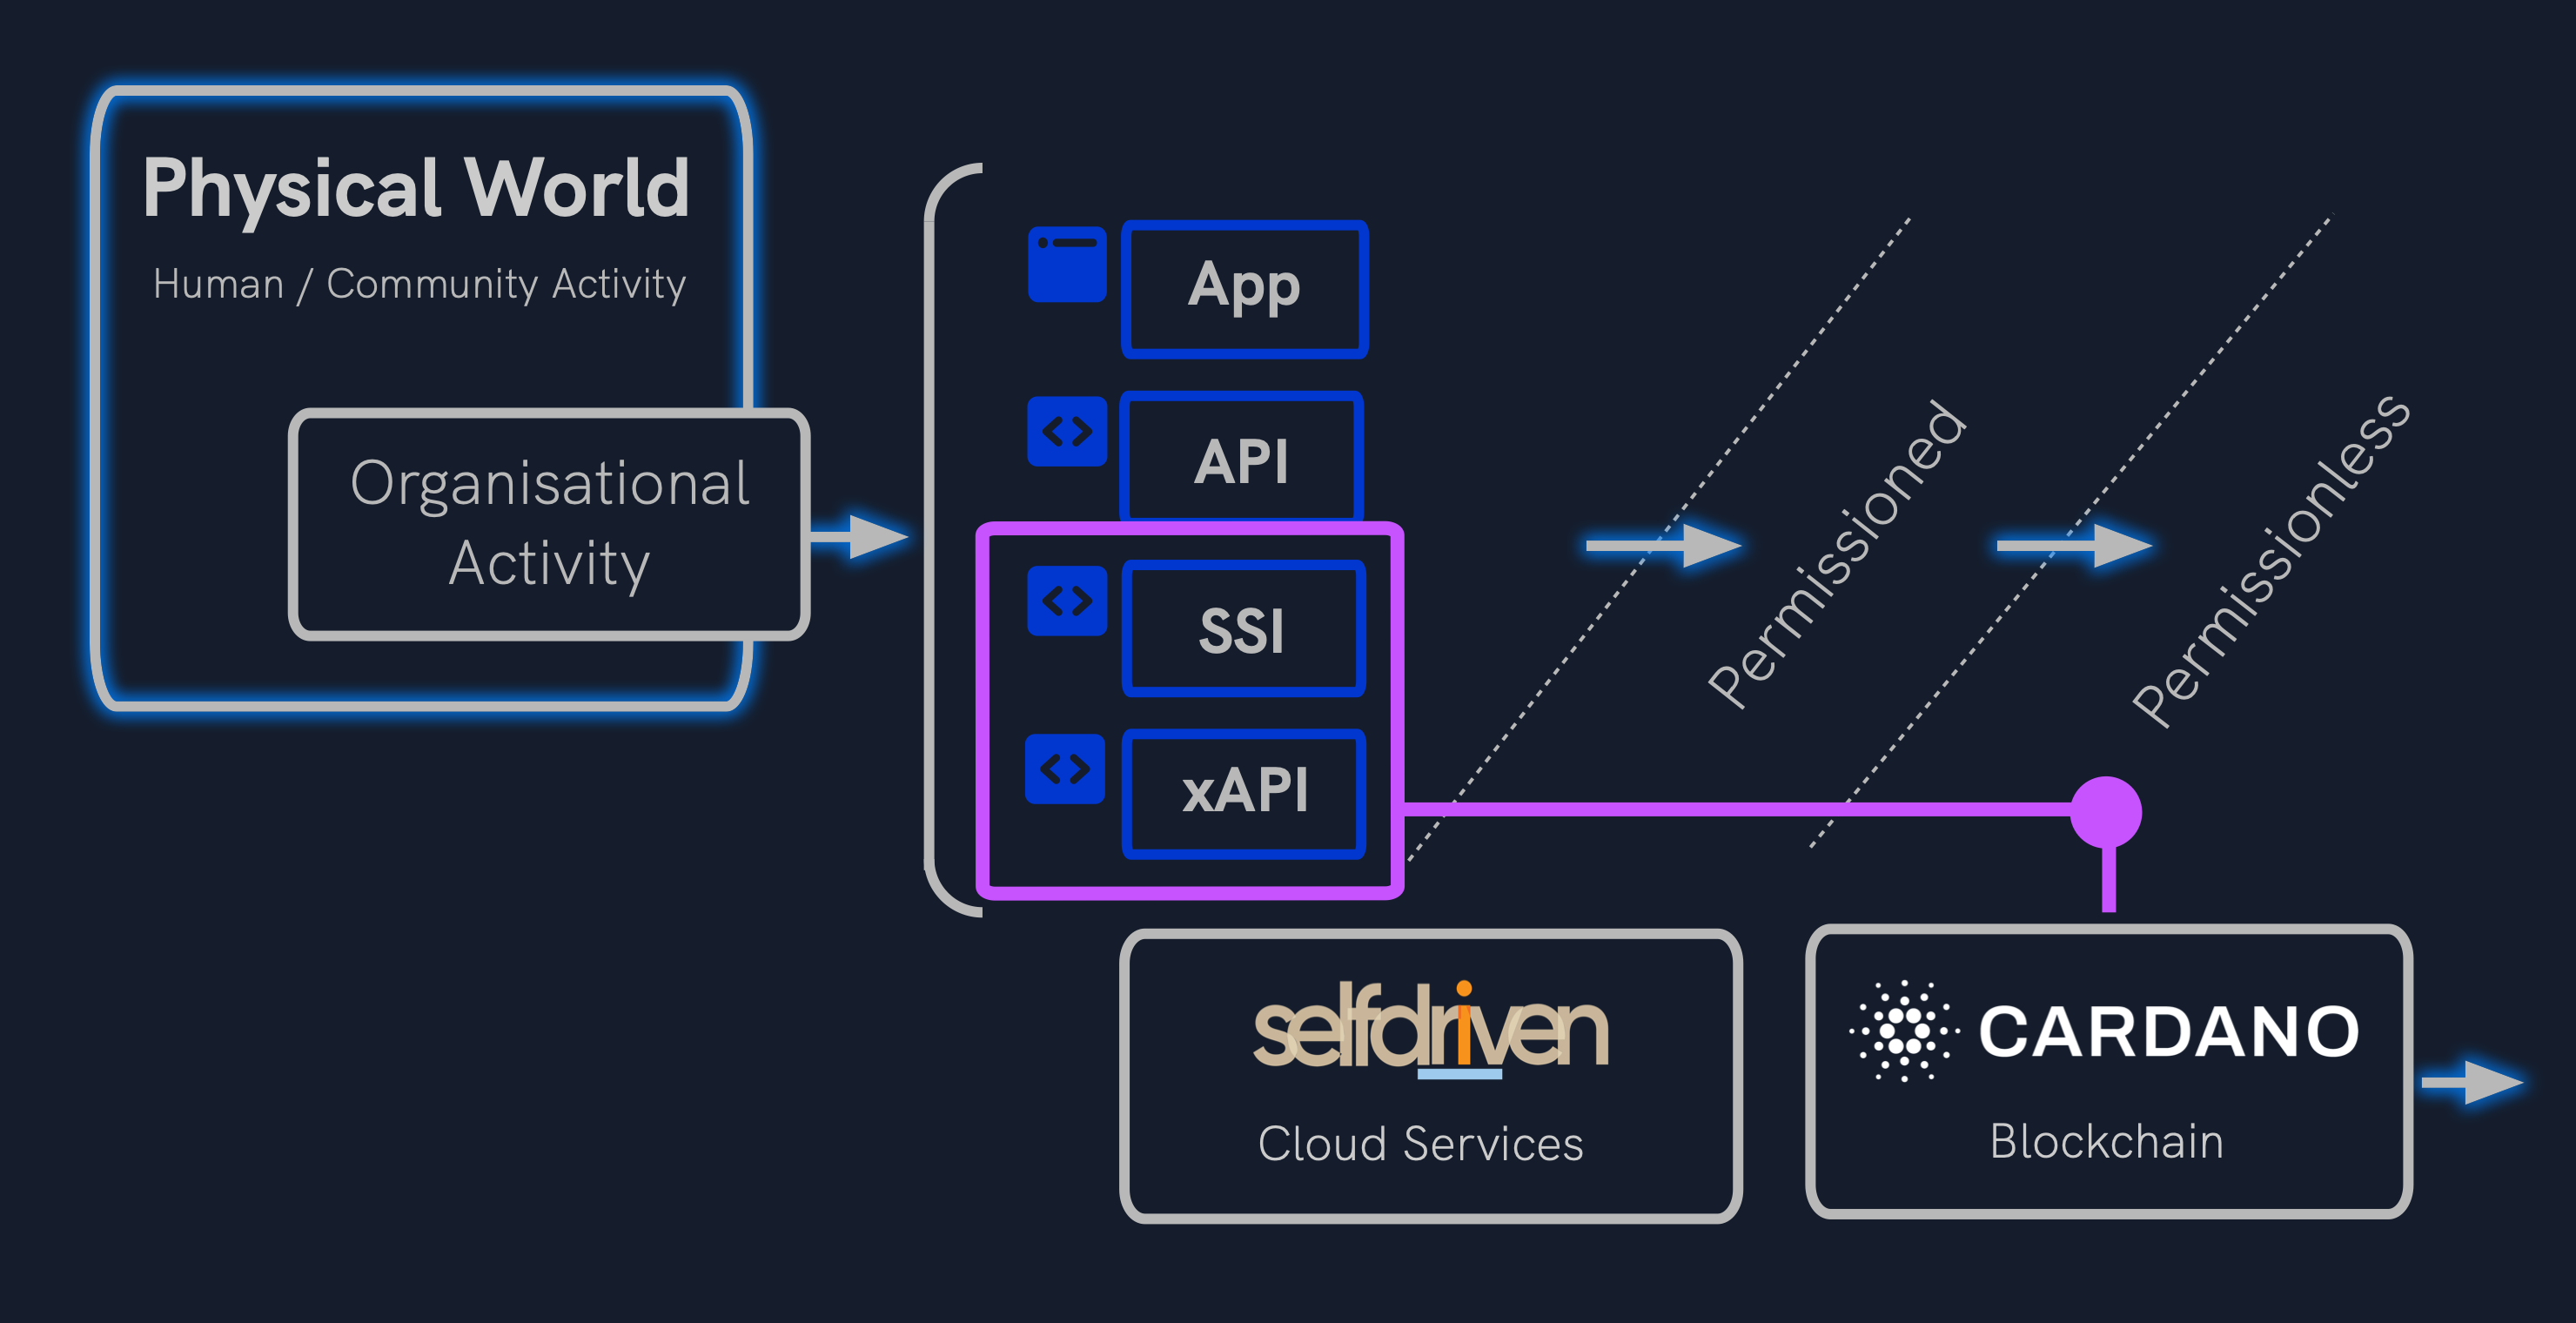 Physical World
Human / Community Activity
Organisational
Activity
App
API
SSI
xAPI
Permissioned
Permissionless
selfdriven
Cloud Services
CARDANO
Blockchain